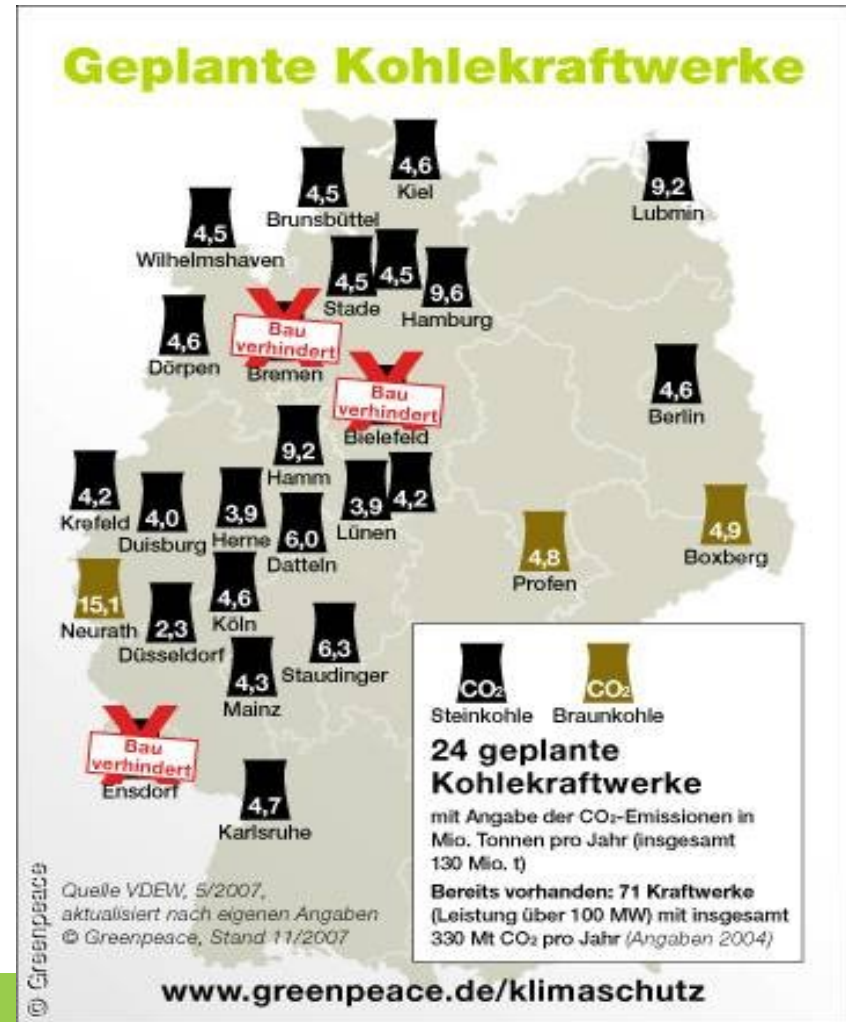 Geplante Kohlekraftwerke
4,6
Kiel
4,5
Brunsbüttel
9,2
Lubmin
4,5
Wilhelmshaven
4,5
Stade
4,5
9,6
Hamburg
4,6
Dörpen
Bau
verhindert
Bremen
Bau
verhindert
Bielefeld
4,6
Berlin
9,2
Hamm
4,2
Krefeld
4,0
Duisburg
3,9
Herne
6,0
Datteln
3,9
Lünen
4,2
4,8
Profen
4,9
Boxberg
15,1
Neurath
2,3
Düsseldorf
4,6
Köln
4,3
Mainz
6,3
Staudinger
Bau
verhindert
Ensdorf
4,7
Karlsruhe
CO₂
Steinkohle
CO₂
Braunkohle
24 geplante
Kohlekraftwerke
mit Angabe der CO₂-Emissionen in
Mio. Tonnen pro Jahr (insgesamt
130 Mio. t)
Bereits vorhanden: 71 Kraftwerke
(Leistung über 100 MW) mit insgesamt
330 Mt CO₂ pro Jahr (Angaben 2004)
Quelle VDEW, 5/2007,
aktualisiert nach eigenen Angaben
© Greenpeace, Stand 11/2007
© Greenpeace
www.greenpeace.de/klimaschutz